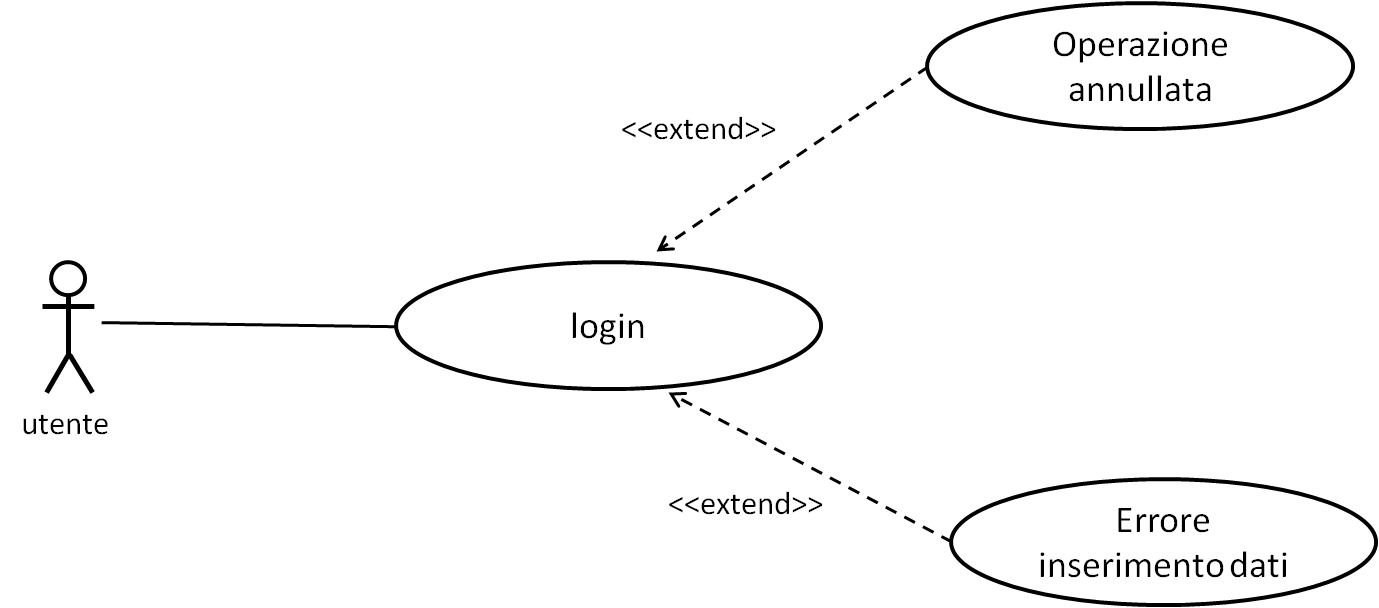 Operazione
annullata
<<extend>>
login
utente
<<extend>>
Errore
inserimento dati